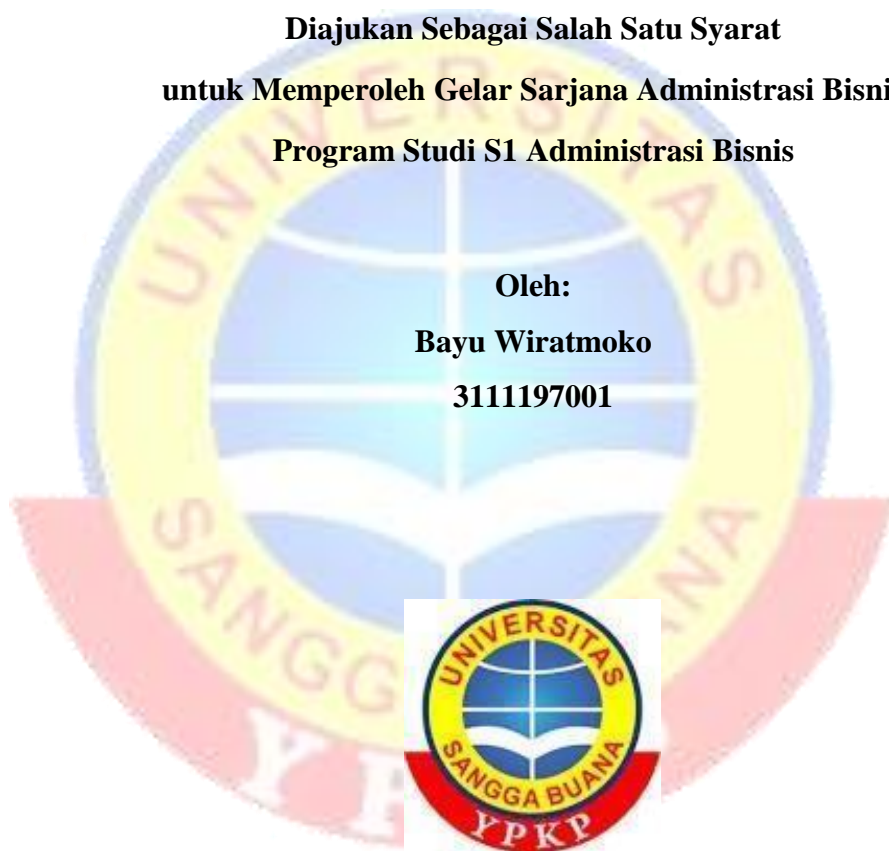 Diajukan Sebagai Salah Satu Syarat
untuk Memperoleh Gelar Sarjana Administrasi Bisni
Program Studi S1 Administrasi Bisnis
Oleh:
Bayu Wiratmoko
3111197001
UNIVERSITAS
SANGGA BUANA
YPKP